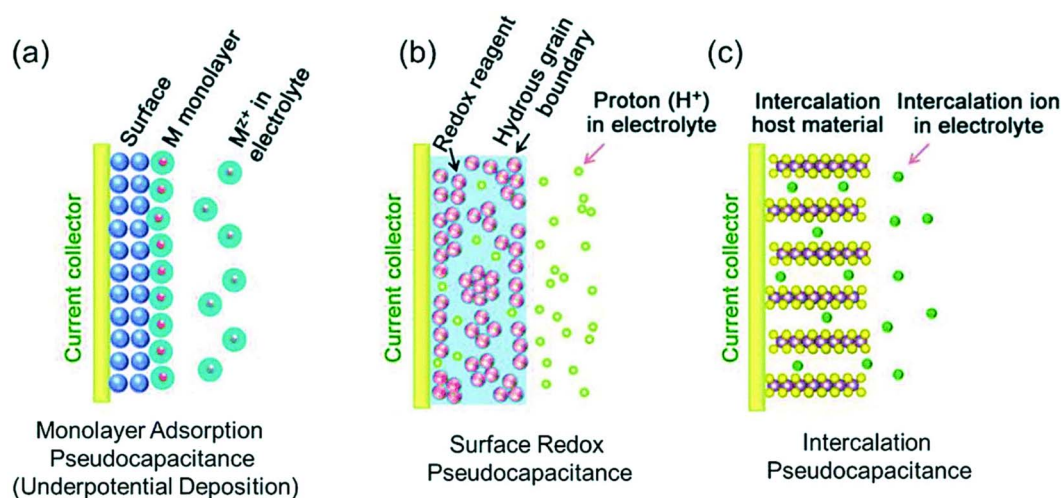 (a)
Surface
M monolayer
M^z+ in
electrolyte
Current collector
Monolayer Adsorption
Pseudocapacitance
(Underpotential Deposition)
(b)
Redox reagent
Hydrous grain
boundary
Proton (H⁺)
in electrolyte
Current collector
Surface Redox
Pseudocapacitance
(c)
Intercalation
host material
Intercalation ion
in electrolyte
Current collector
Intercalation
Pseudocapacitance